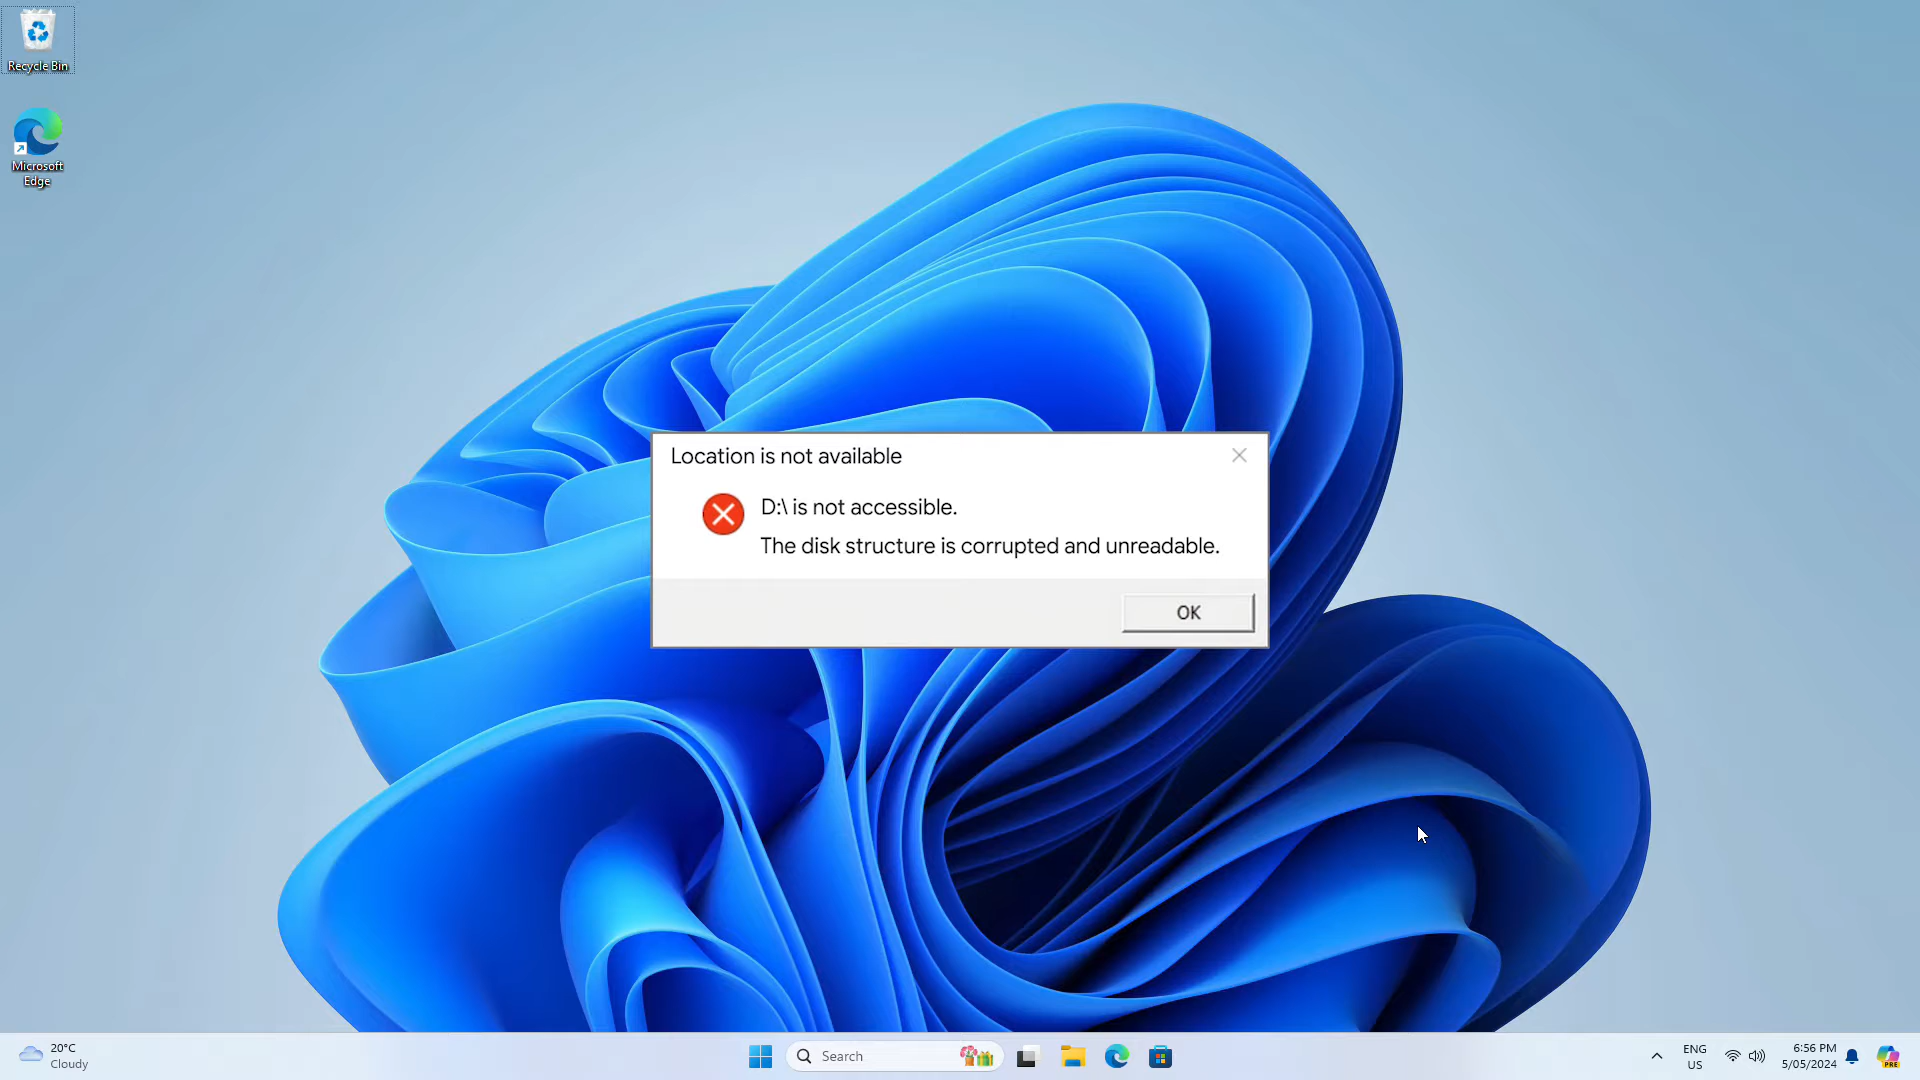 Recycle Bin
Microsoft
Edge
Location is not available
D:\ is not accessible.
The disk structure is corrupted and unreadable.
OK
20°C
Cloudy
Search
ENG
US
6:56 PM
5/05/2024
PRE